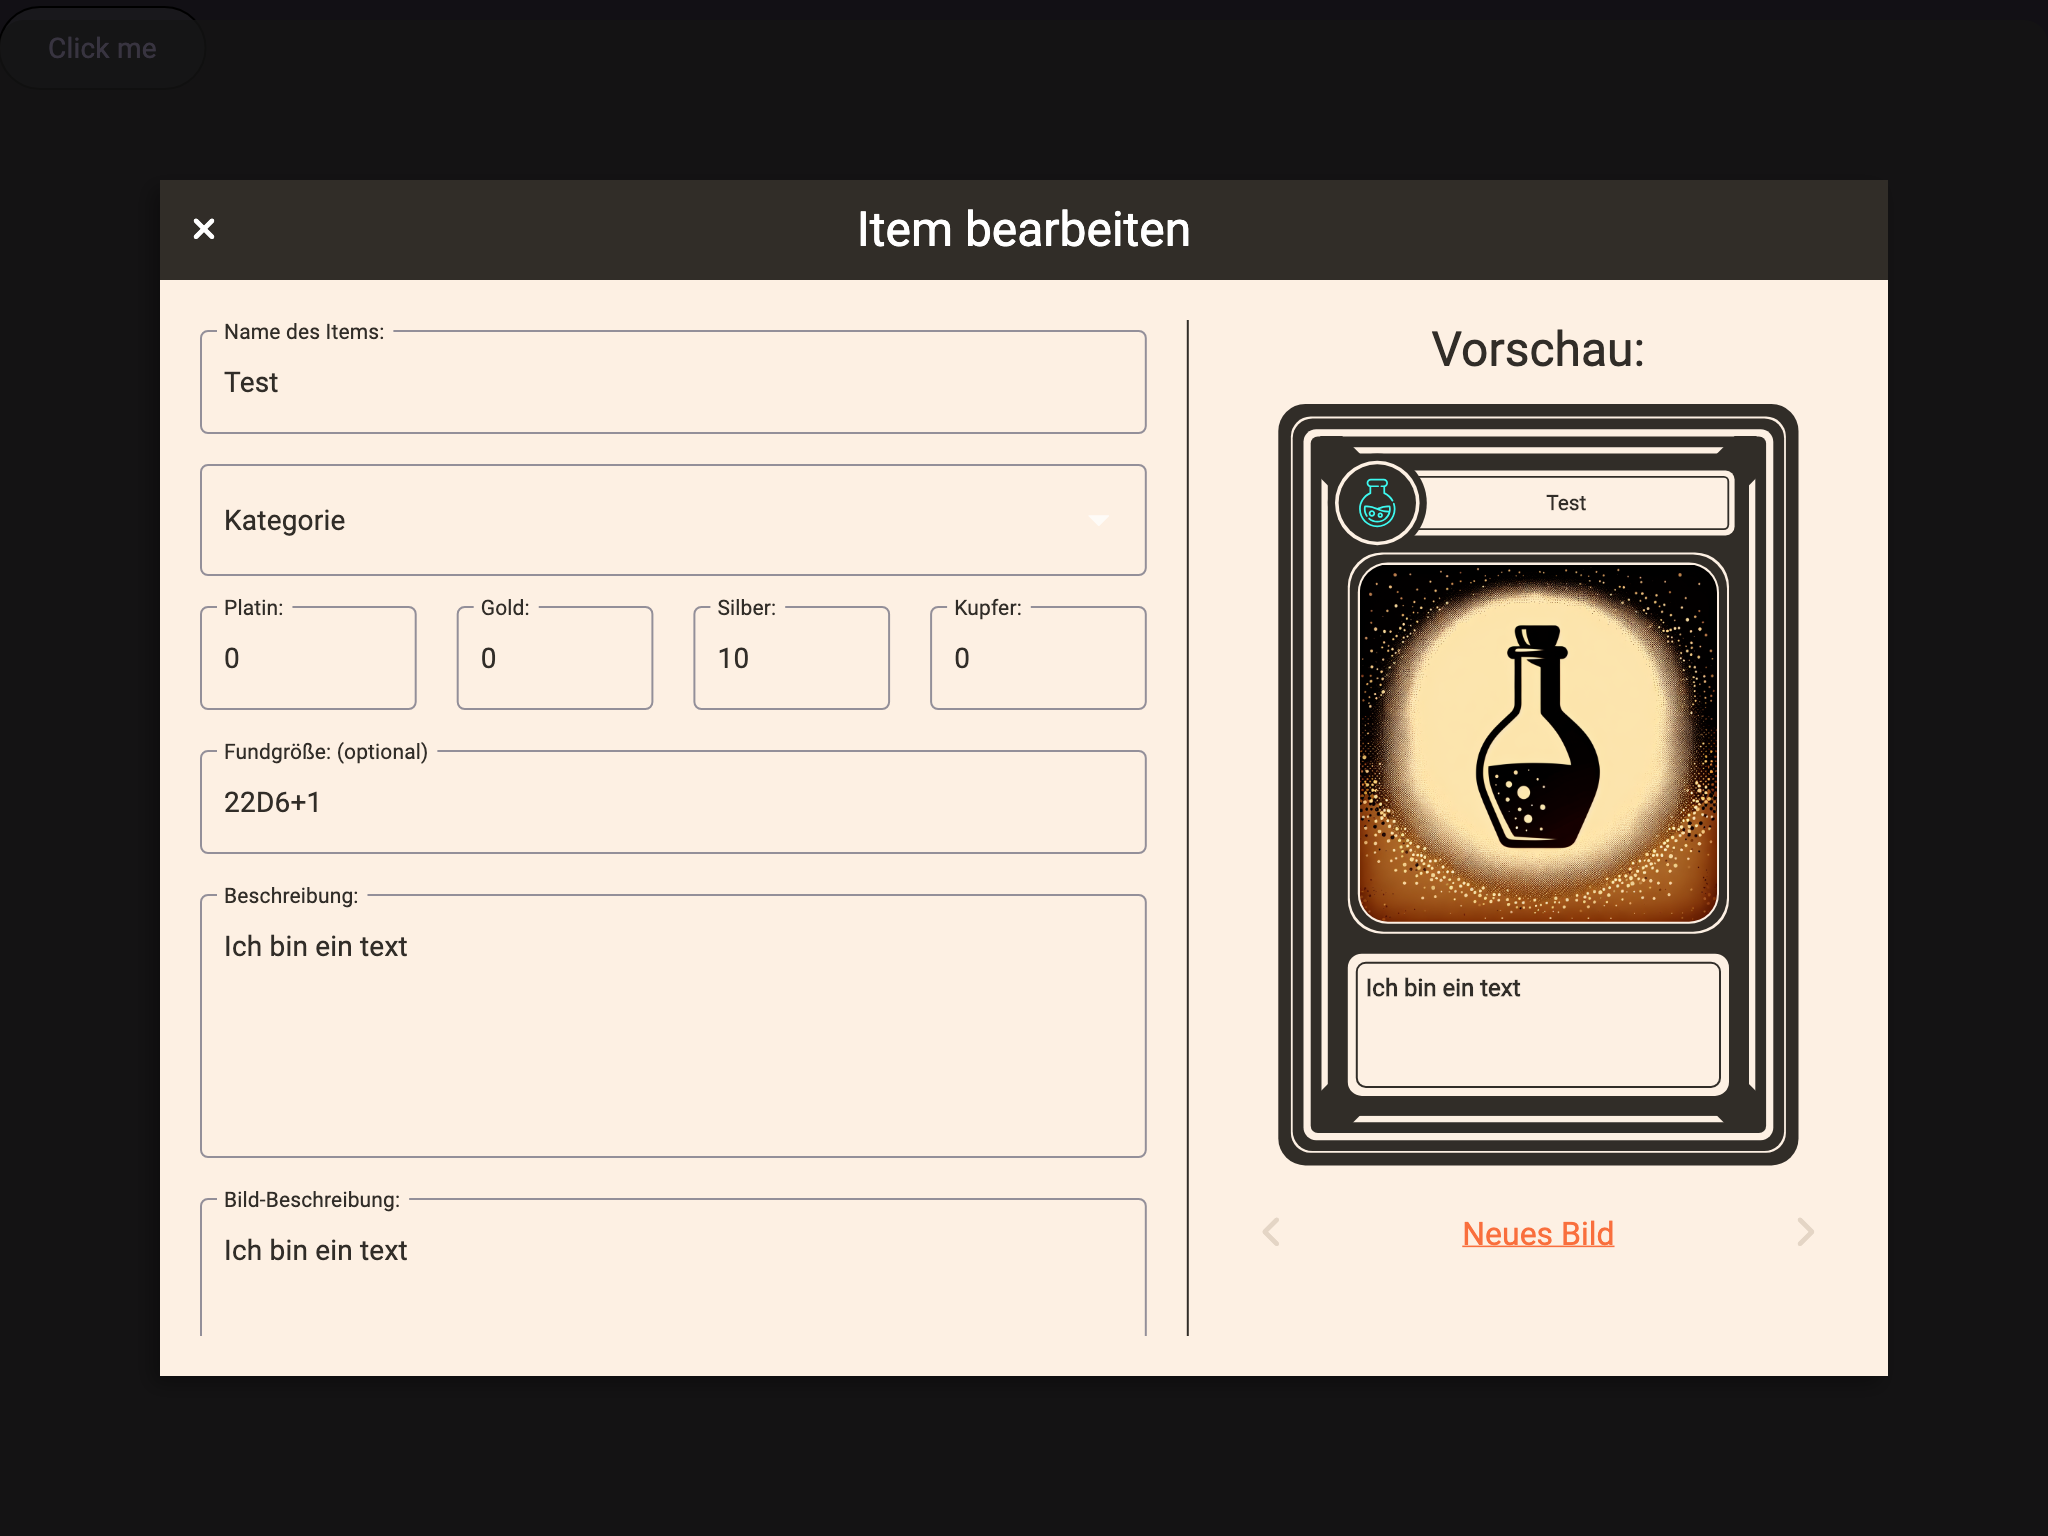 Click me
Item bearbeiten
Name des Items:
Test
Kategorie
Platin:
0
Gold:
0
Silber:
10
Kupfer:
0
Fundgröße: (optional)
22D6+1
Beschreibung:
Ich bin ein text
Bild-Beschreibung:
Ich bin ein text
Vorschau:
Test
Ich bin ein text
Neues Bild